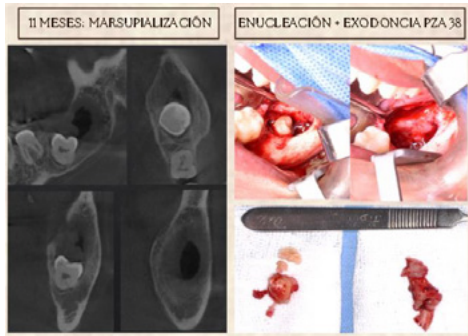 11 MESES: MARSUPIALIZACIÓN
ENUCLEACIÓN + EXODONCIA PZA 38